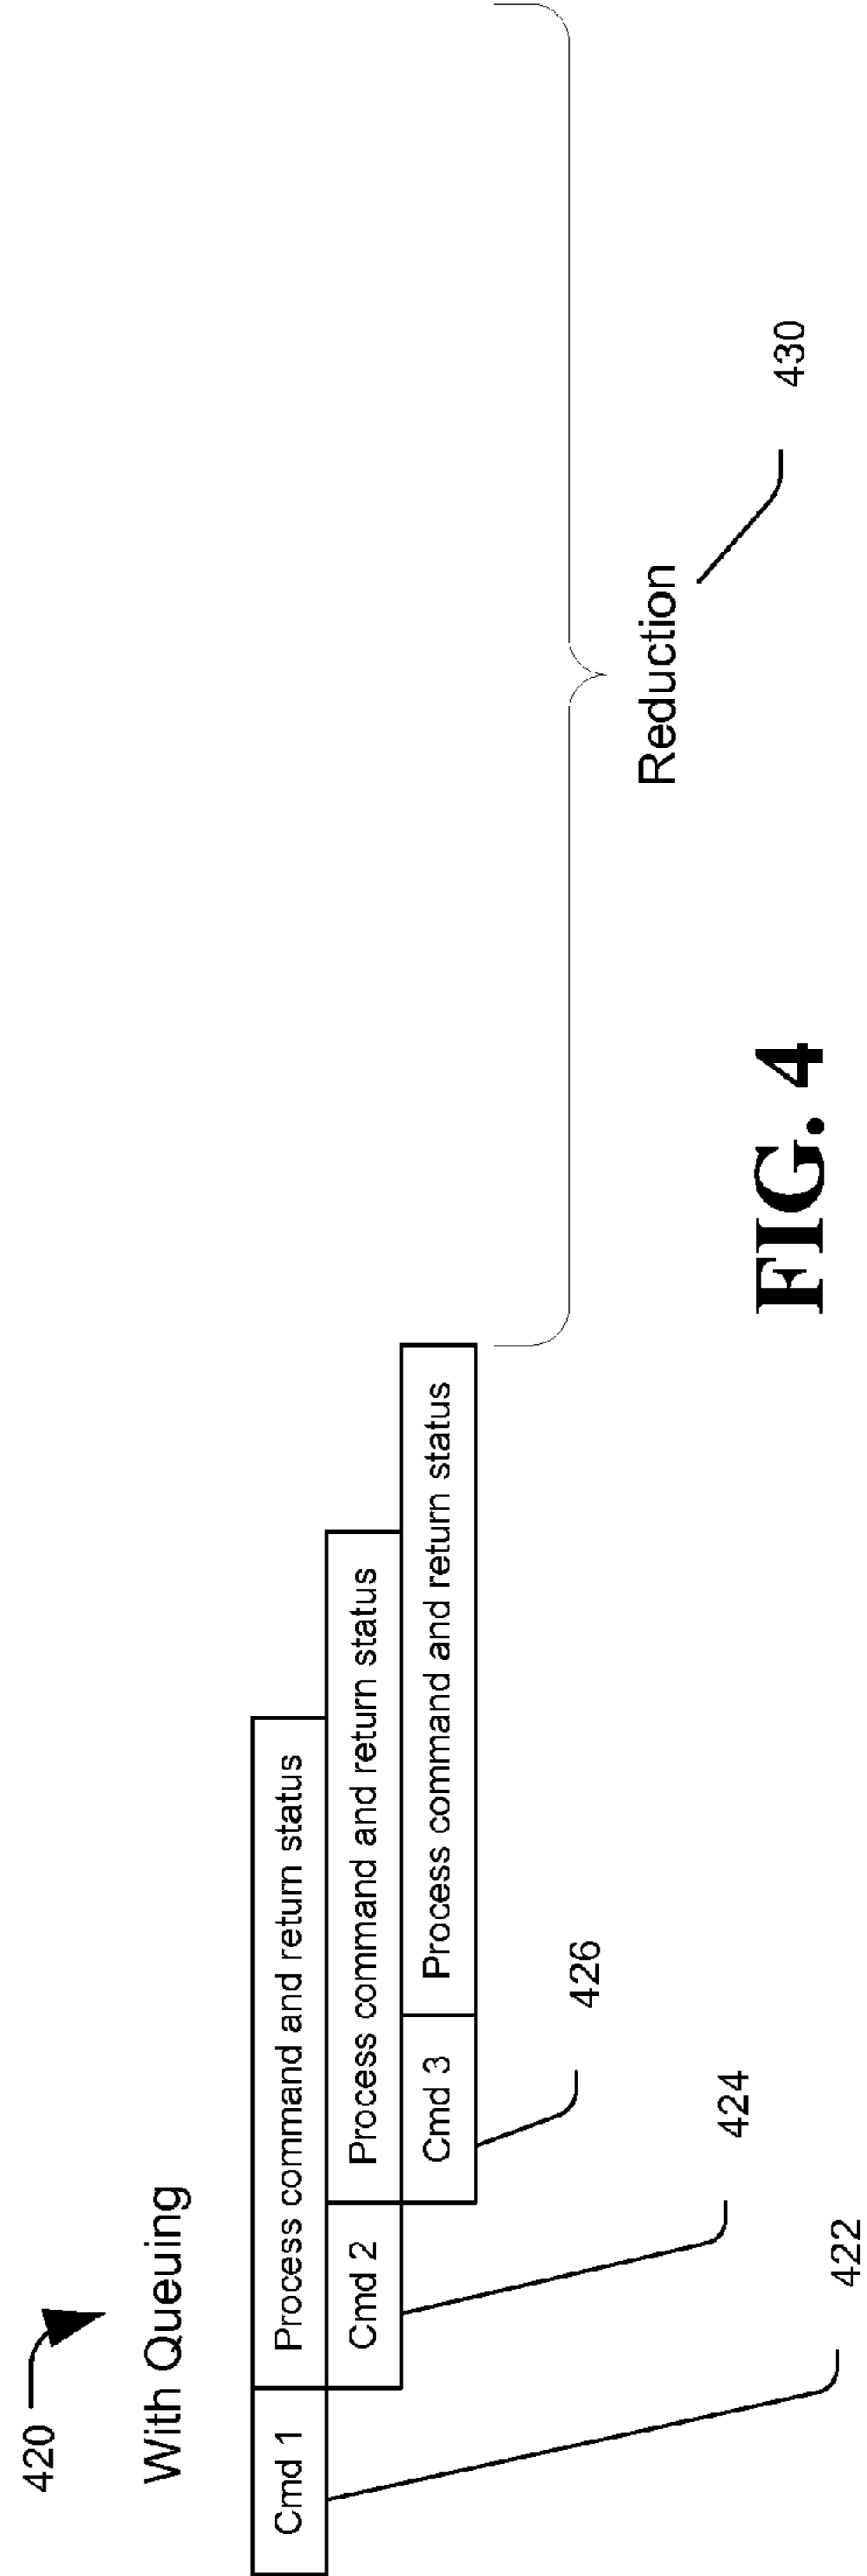 420
With Queuing
Cmd 1
Process command and return status
Cmd 2
Process command and return status
Cmd 3
Process command and return status
426
424
422
Reduction
430
FIG. 4